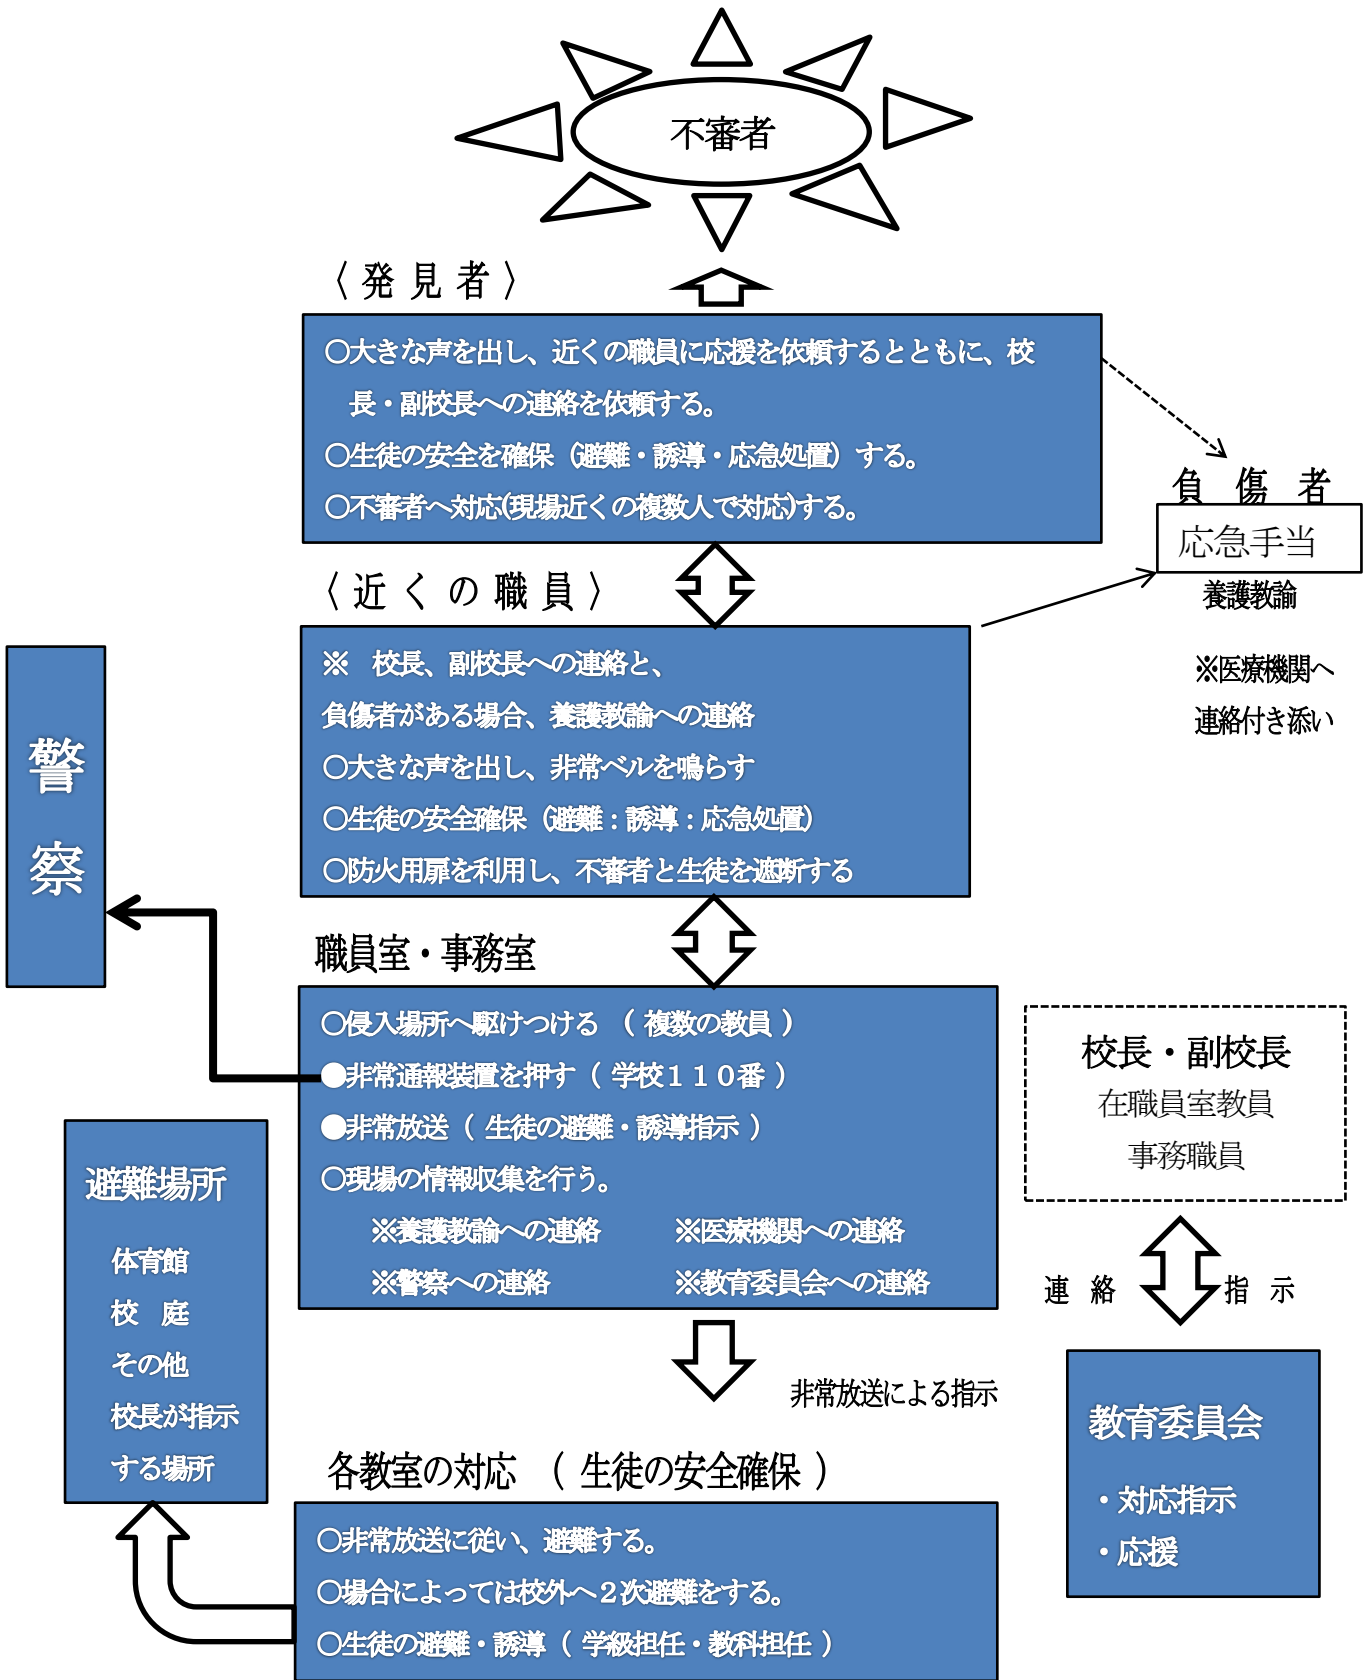 不審者
〈発見者〉
○大きな声を出し、近くの職員に応援を依頼するとともに、校
長・副校長への連絡を依頼する。
○生徒の安全を確保（避難・誘導・応急処置）する。
○不審者へ対応(現場近くの複数人で対応)する。
負傷者
応急手当
養護教諭
※医療機関へ
連絡付き添い
〈近くの職員〉
※　校長、副校長への連絡と、
負傷者がある場合、養護教諭への連絡
○大きな声を出し、非常ベルを鳴らす
○生徒の安全確保（避難：誘導：応急処置）
○防火用扉を利用し、不審者と生徒を遮断する
警
察
職員室・事務室
○侵入場所へ駆けつける （ 複数の教員 ）
●非常通報装置を押す（ 学校１１０番 ）
●非常放送（ 生徒の避難・誘導指示 ）
○現場の情報収集を行う。
※養護教諭への連絡　　※医療機関への連絡
※警察への連絡　　※教育委員会への連絡
校長・副校長
在職員室教員
事務職員
連絡　指示
避難場所
体育館
校　庭
その他
校長が指示
する場所
非常放送による指示
教育委員会
・対応指示
・応援
各教室の対応 （ 生徒の安全確保 ）
○非常放送に従い、避難する。
○場合によっては校外へ２次避難をする。
○生徒の避難・誘導（ 学級担任・教科担任 ）